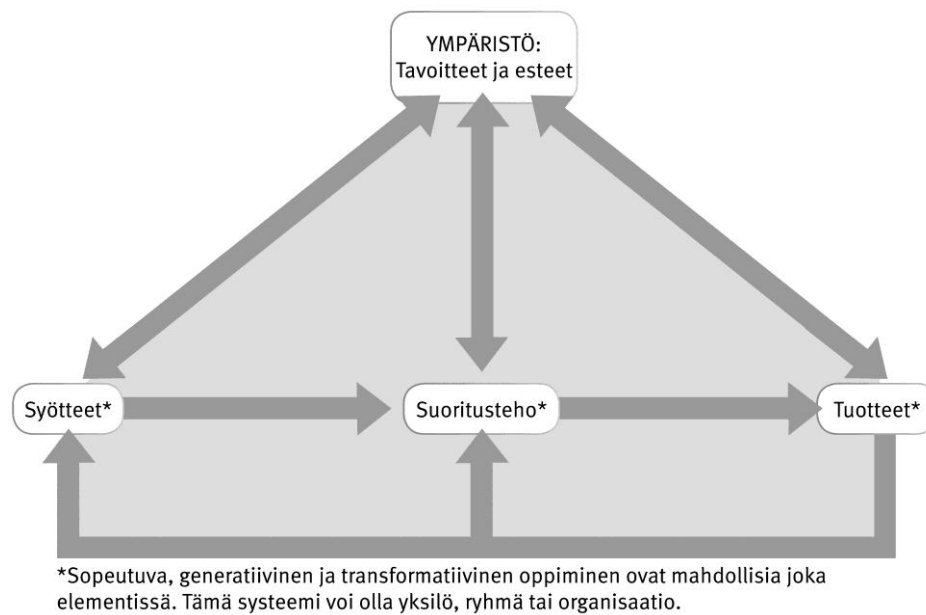 YMPÄRISTÖ:
Tavoitteet ja esteet
Syötteet*
Suoritusteho*
Tuotteet*
*Sopeutuva, generatiivinen ja transformatiivinen oppiminen ovat mahdollisia joka
elementissä. Tämä systeemi voi olla yksilö, ryhmä tai organisaatio.